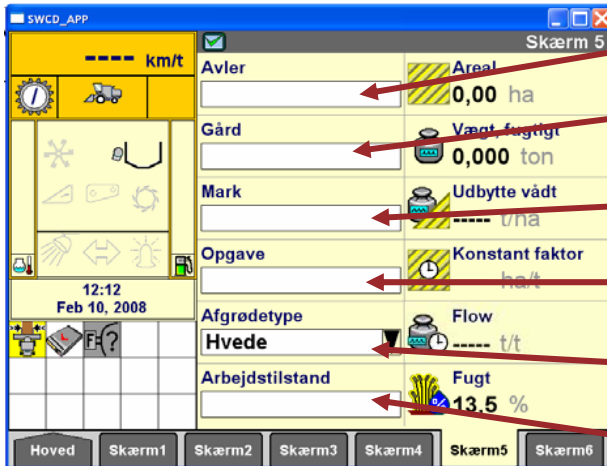 SWCD_APP
---- km/t
Skærm 5
Avler
Areal
0,00 ha
Gård
Vægt, fugtigt
0,000 ton
Mark
Udbytte vådt
----- t/ha
Opgave
Konstant faktor
ha/t
12:12
Feb 10, 2008
Afgrødetype
Hvede
Flow
----- t/t
F=(?
Arbejdstilstand
Fugt
13,5 %
Hoved
Skærm1
Skærm2
Skærm3
Skærm4
Skærm5
Skærm6